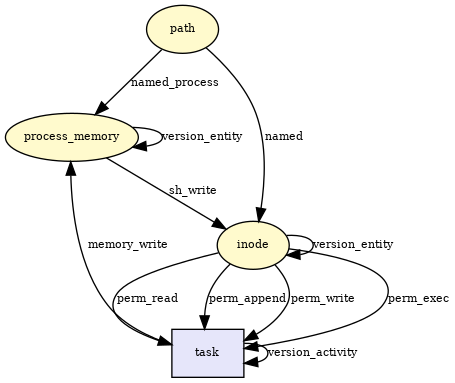 path
named_process
process_memory
version_entity
named
sh_write
inode
version_entity
memory_write
perm_read
perm_append
perm_write
perm_exec
task
version_activity